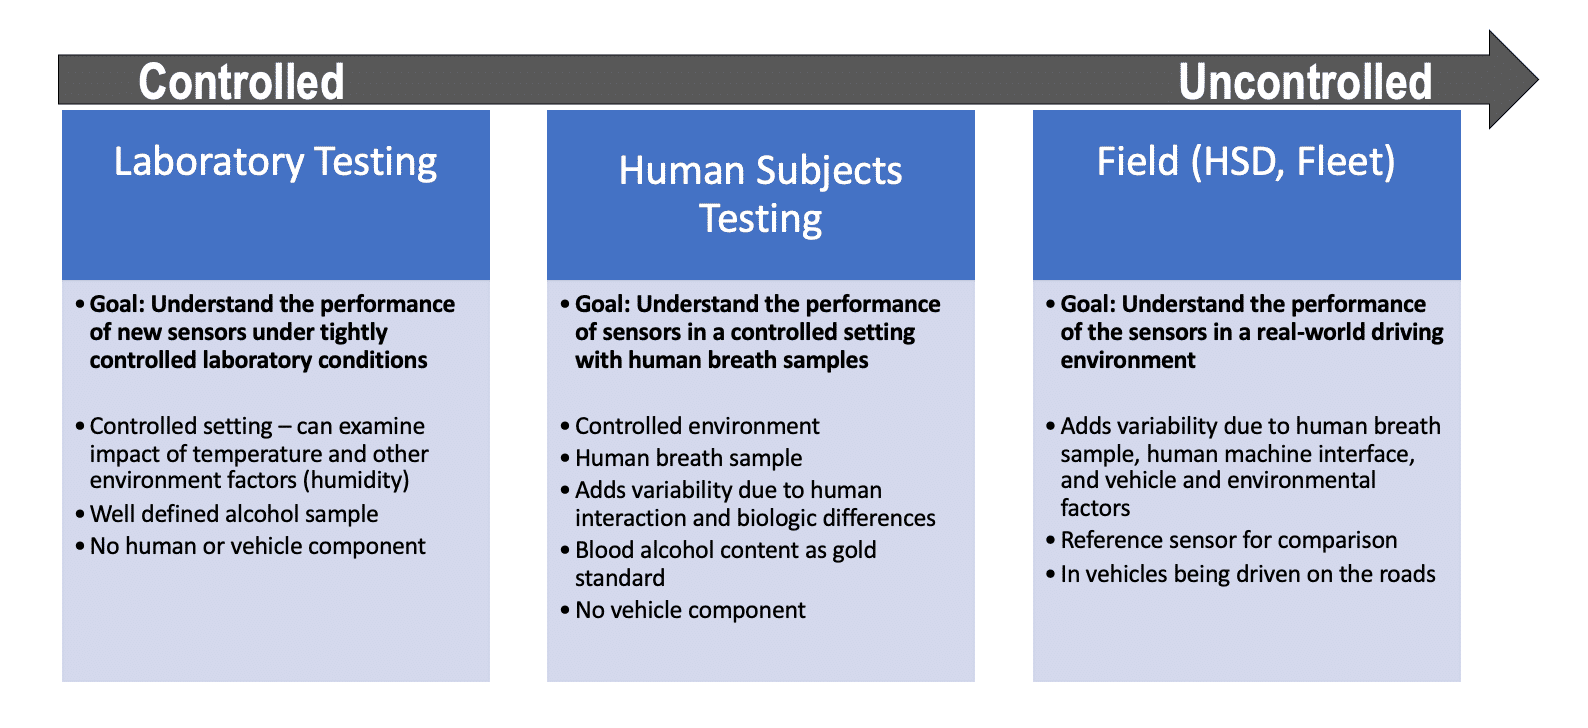 Controlled
Uncontrolled
Laboratory Testing
• Goal: Understand the performance
of new sensors under tightly
controlled laboratory conditions
• Controlled setting – can examine
impact of temperature and other
environment factors (humidity)
• Well defined alcohol sample
• No human or vehicle component
Human Subjects
Testing
• Goal: Understand the performance
of sensors in a controlled setting
with human breath samples
• Controlled environment
• Human breath sample
• Adds variability due to human
interaction and biologic differences
• Blood alcohol content as gold
standard
• No vehicle component
Field (HSD, Fleet)
• Goal: Understand the performance
of the sensors in a real-world driving
environment
• Adds variability due to human breath
sample, human machine interface,
and vehicle and environmental
factors
• Reference sensor for comparison
• In vehicles being driven on the roads